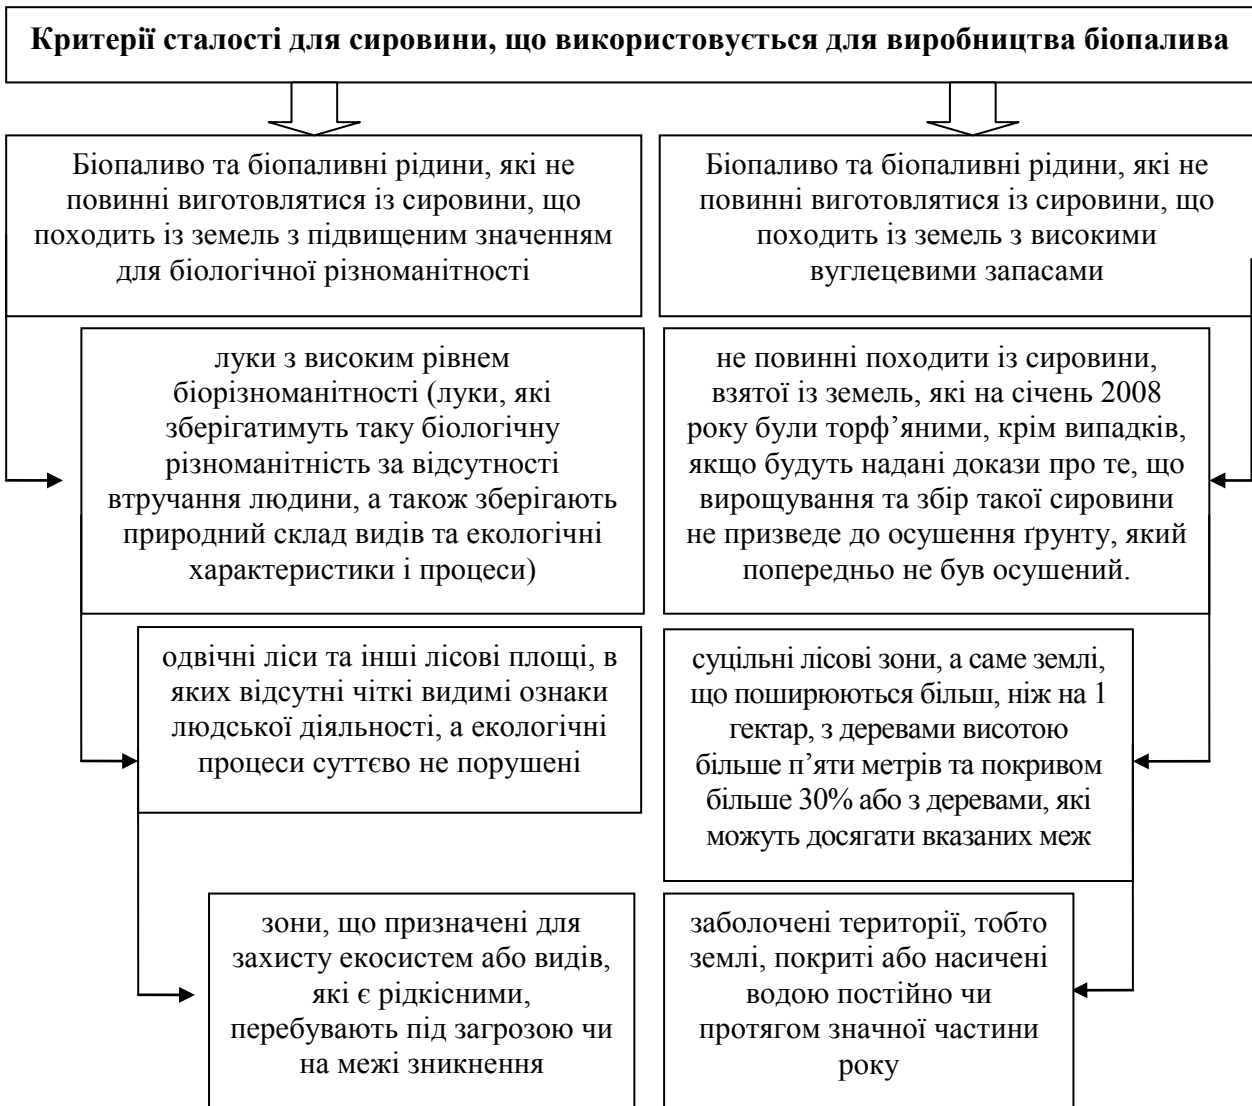 Критерії сталості для сировини, що використовується для виробництва біопалива
Біопаливо та біопаливні рідини, які не
повинні виготовлятися із сировини, що
походить із земель з підвищеним значенням
для біологічної різноманітності
Біопаливо та біопаливні рідини, які не
повинні виготовлятися із сировини, що
походить із земель з високими
вуглецевими запасами
луки з високим рівнем
біорізноманітності (луки, які
зберігатимуть таку біологічну
різноманітність за відсутності
втручання людини, а також зберігають
природний склад видів та екологічні
характеристики і процеси)
не повинні походити із сировини,
взятої із земель, які на січень 2008
року були торф’яними, крім випадків,
якщо будуть надані докази про те, що
вирощування та збір такої сировини
не призведе до осушення ґрунту, який
попередньо не був осушений.
одвічні ліси та інші лісові площі, в
яких відсутні чіткі видимі ознаки
людської діяльності, а екологічні
процеси суттєво не порушені
суцільні лісові зони, а саме землі,
що поширюються більш, ніж на 1
гектар, з деревами висотою
більше п’яти метрів та покривом
більше 30% або з деревами, які
можуть досягати вказаних меж
зони, що призначені для
захисту екосистем або видів,
які є рідкісними,
перебувають під загрозою чи
на межі зникнення
заболочені території, тобто
землі, покриті або насичені
водою постійно чи
протягом значної частини
року